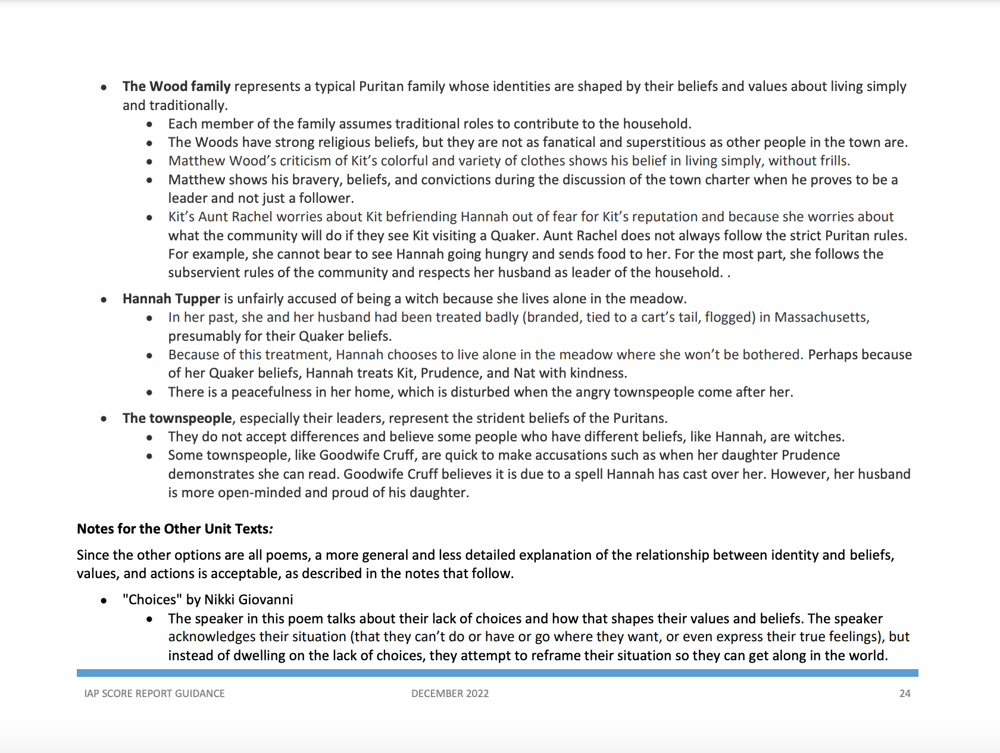 • The Wood family represents a typical Puritan family whose identities are shaped by their beliefs and values about living simply
and traditionally.
• Each member of the family assumes traditional roles to contribute to the household.
• The Woods have strong religious beliefs, but they are not as fanatical and superstitious as other people in the town are.
• Matthew Wood’s criticism of Kit’s colorful and variety of clothes shows his belief in living simply, without frills.
• Matthew shows his bravery, beliefs, and convictions during the discussion of the town charter when he proves to be a
leader and not just a follower.
• Kit’s Aunt Rachel worries about Kit befriending Hannah out of fear for Kit’s reputation and because she worries about
what the community will do if they see Kit visiting a Quaker. Aunt Rachel does not always follow the strict Puritan rules.
For example, she cannot bear to see Hannah going hungry and sends food to her. For the most part, she follows the
subservient rules of the community and respects her husband as leader of the household. .
• Hannah Tupper is unfairly accused of being a witch because she lives alone in the meadow.
• In her past, she and her husband had been treated badly (branded, tied to a cart’s tail, flogged) in Massachusetts,
presumably for their Quaker beliefs.
• Because of this treatment, Hannah chooses to live alone in the meadow where she won’t be bothered. Perhaps because
of her Quaker beliefs, Hannah treats Kit, Prudence, and Nat with kindness.
• There is a peacefulness in her home, which is disturbed when the angry townspeople come after her.
• The townspeople, especially their leaders, represent the strident beliefs of the Puritans.
• They do not accept differences and believe some people who have different beliefs, like Hannah, are witches.
• Some townspeople, like Goodwife Cruff, are quick to make accusations such as when her daughter Prudence
demonstrates she can read. Goodwife Cruff believes it is due to a spell Hannah has cast over her. However, her husband
is more open-minded and proud of his daughter.
Notes for the Other Unit Texts:
Since the other options are all poems, a more general and less detailed explanation of the relationship between identity and beliefs,
values, and actions is acceptable, as described in the notes that follow.
• "Choices" by Nikki Giovanni
• The speaker in this poem talks about their lack of choices and how that shapes their values and beliefs. The speaker
acknowledges their situation (that they can’t do or have or go where they want, or even express their true feelings), but
instead of dwelling on the lack of choices, they attempt to reframe their situation so they can get along in the world.
IAP SCORE REPORT GUIDANCE DECEMBER 2022 24